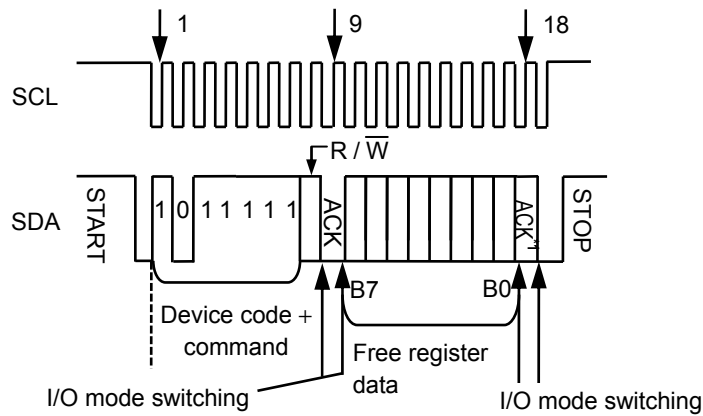 1 9 18
SCL
R / W
SDA START 1 0 1 1 1 1 1 ACK ACK*1 STOP
B7 B0
Device code +
command
Free register
data
I/O mode switching I/O mode switching